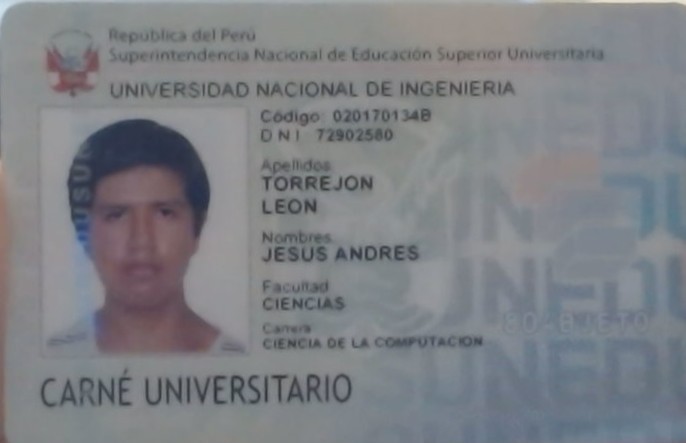 República del Perú
Superintendencia Nacional de Educación Superior Universitaria
UNIVERSIDAD NACIONAL DE INGENIERIA
Código 020170134B
D N I 72902580
Apellidos
TORREJON
LEON
Nombres
JESUS ANDRES
Facultad
CIENCIAS
Carrera
CIENCIA DE LA COMPUTACION
CARNÉ UNIVERSITARIO